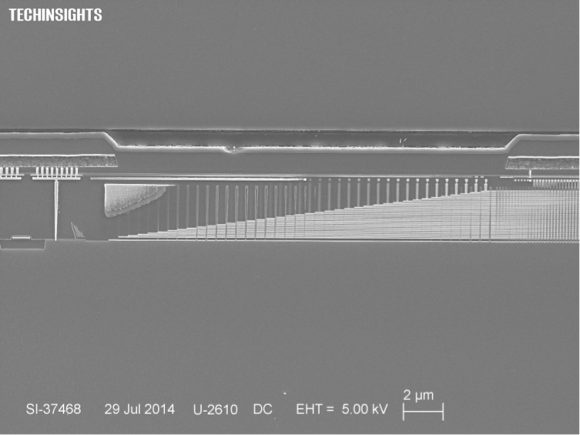 TECHINSIGHTS
SI-37468 29 Jul 2014 U-2610 DC EHT = 5.00 kV 2 µm